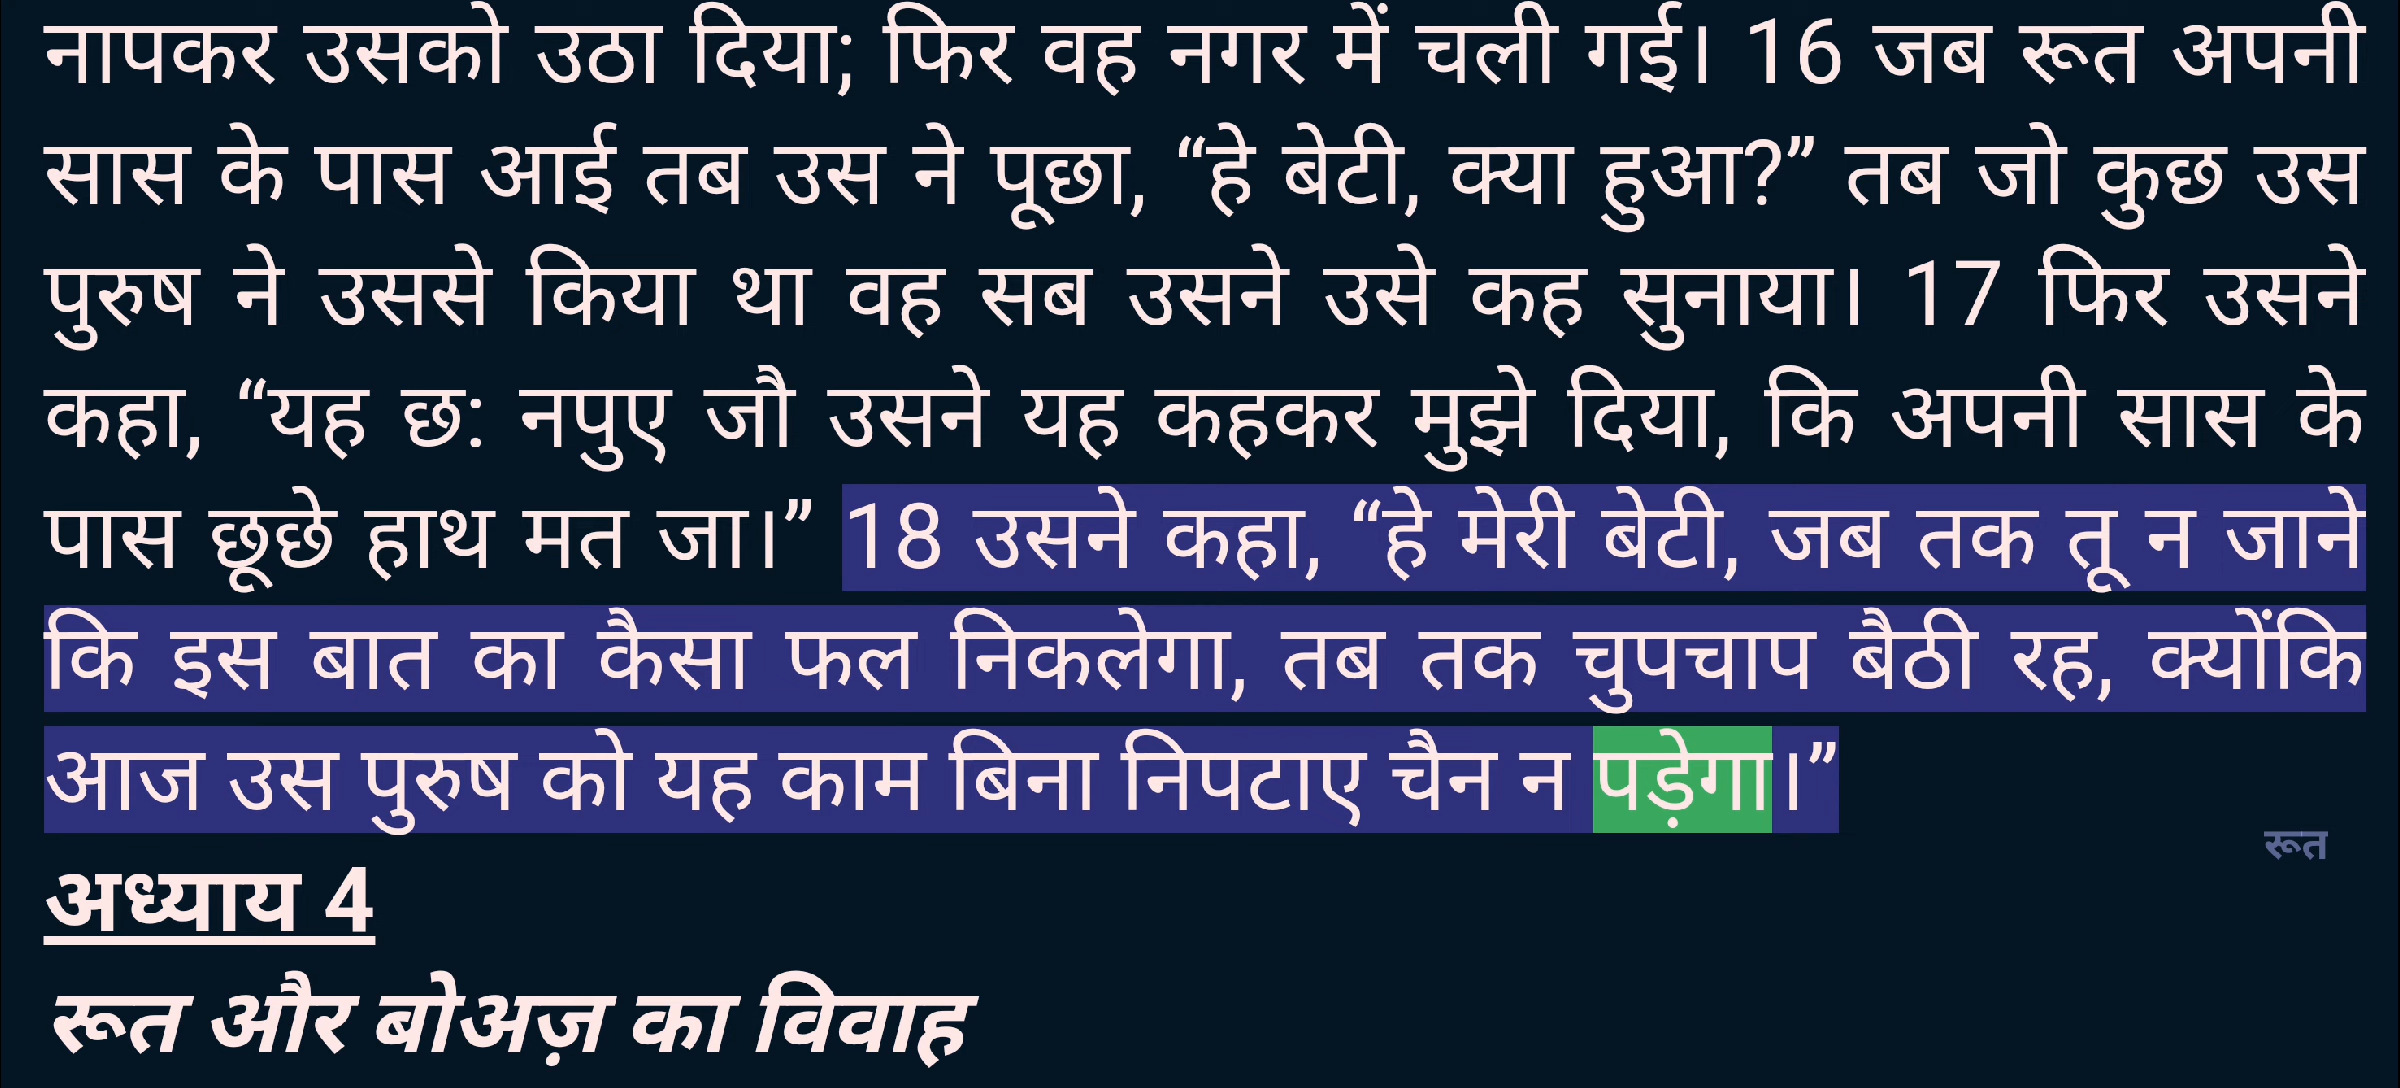 नापकर उसको उठा दिया; फिर वह नगर में चली गई। 16 जब रूत अपनी
सास के पास आई तब उस ने पूछा, “हे बेटी, क्या हुआ?” तब जो कुछ उस
पुरुष ने उससे किया था वह सब उसने उसे कह सुनाया। 17 फिर उसने
कहा, “यह छ: नपुए जौ उसने यह कहकर मुझे दिया, कि अपनी सास के
पास छूछे हाथ मत जा।” 18 उसने कहा, “हे मेरी बेटी, जब तक तू न जाने
कि इस बात का कैसा फल निकलेगा, तब तक चुपचाप बैठी रह, क्योंकि
आज उस पुरुष को यह काम बिना निपटाए चैन न पड़ेगा।”
रूत
अध्याय 4
रूत और बोअज़ का विवाह